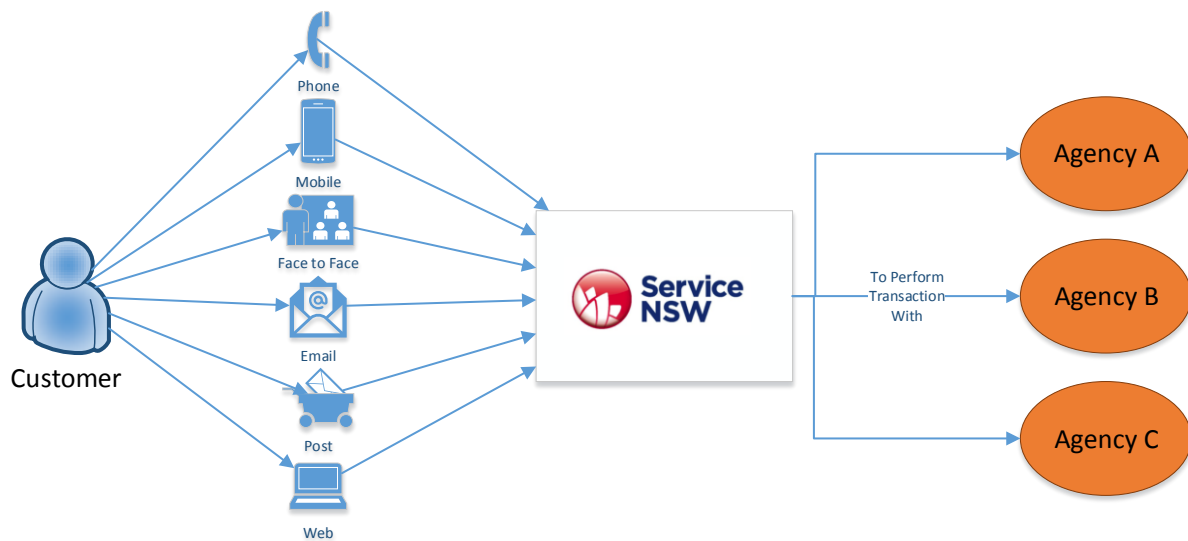 Phone
Mobile
Face to Face
Email
Post
Web
Customer
@
Service
NSW
To Perform
Transaction
With
Agency A
Agency B
Agency C